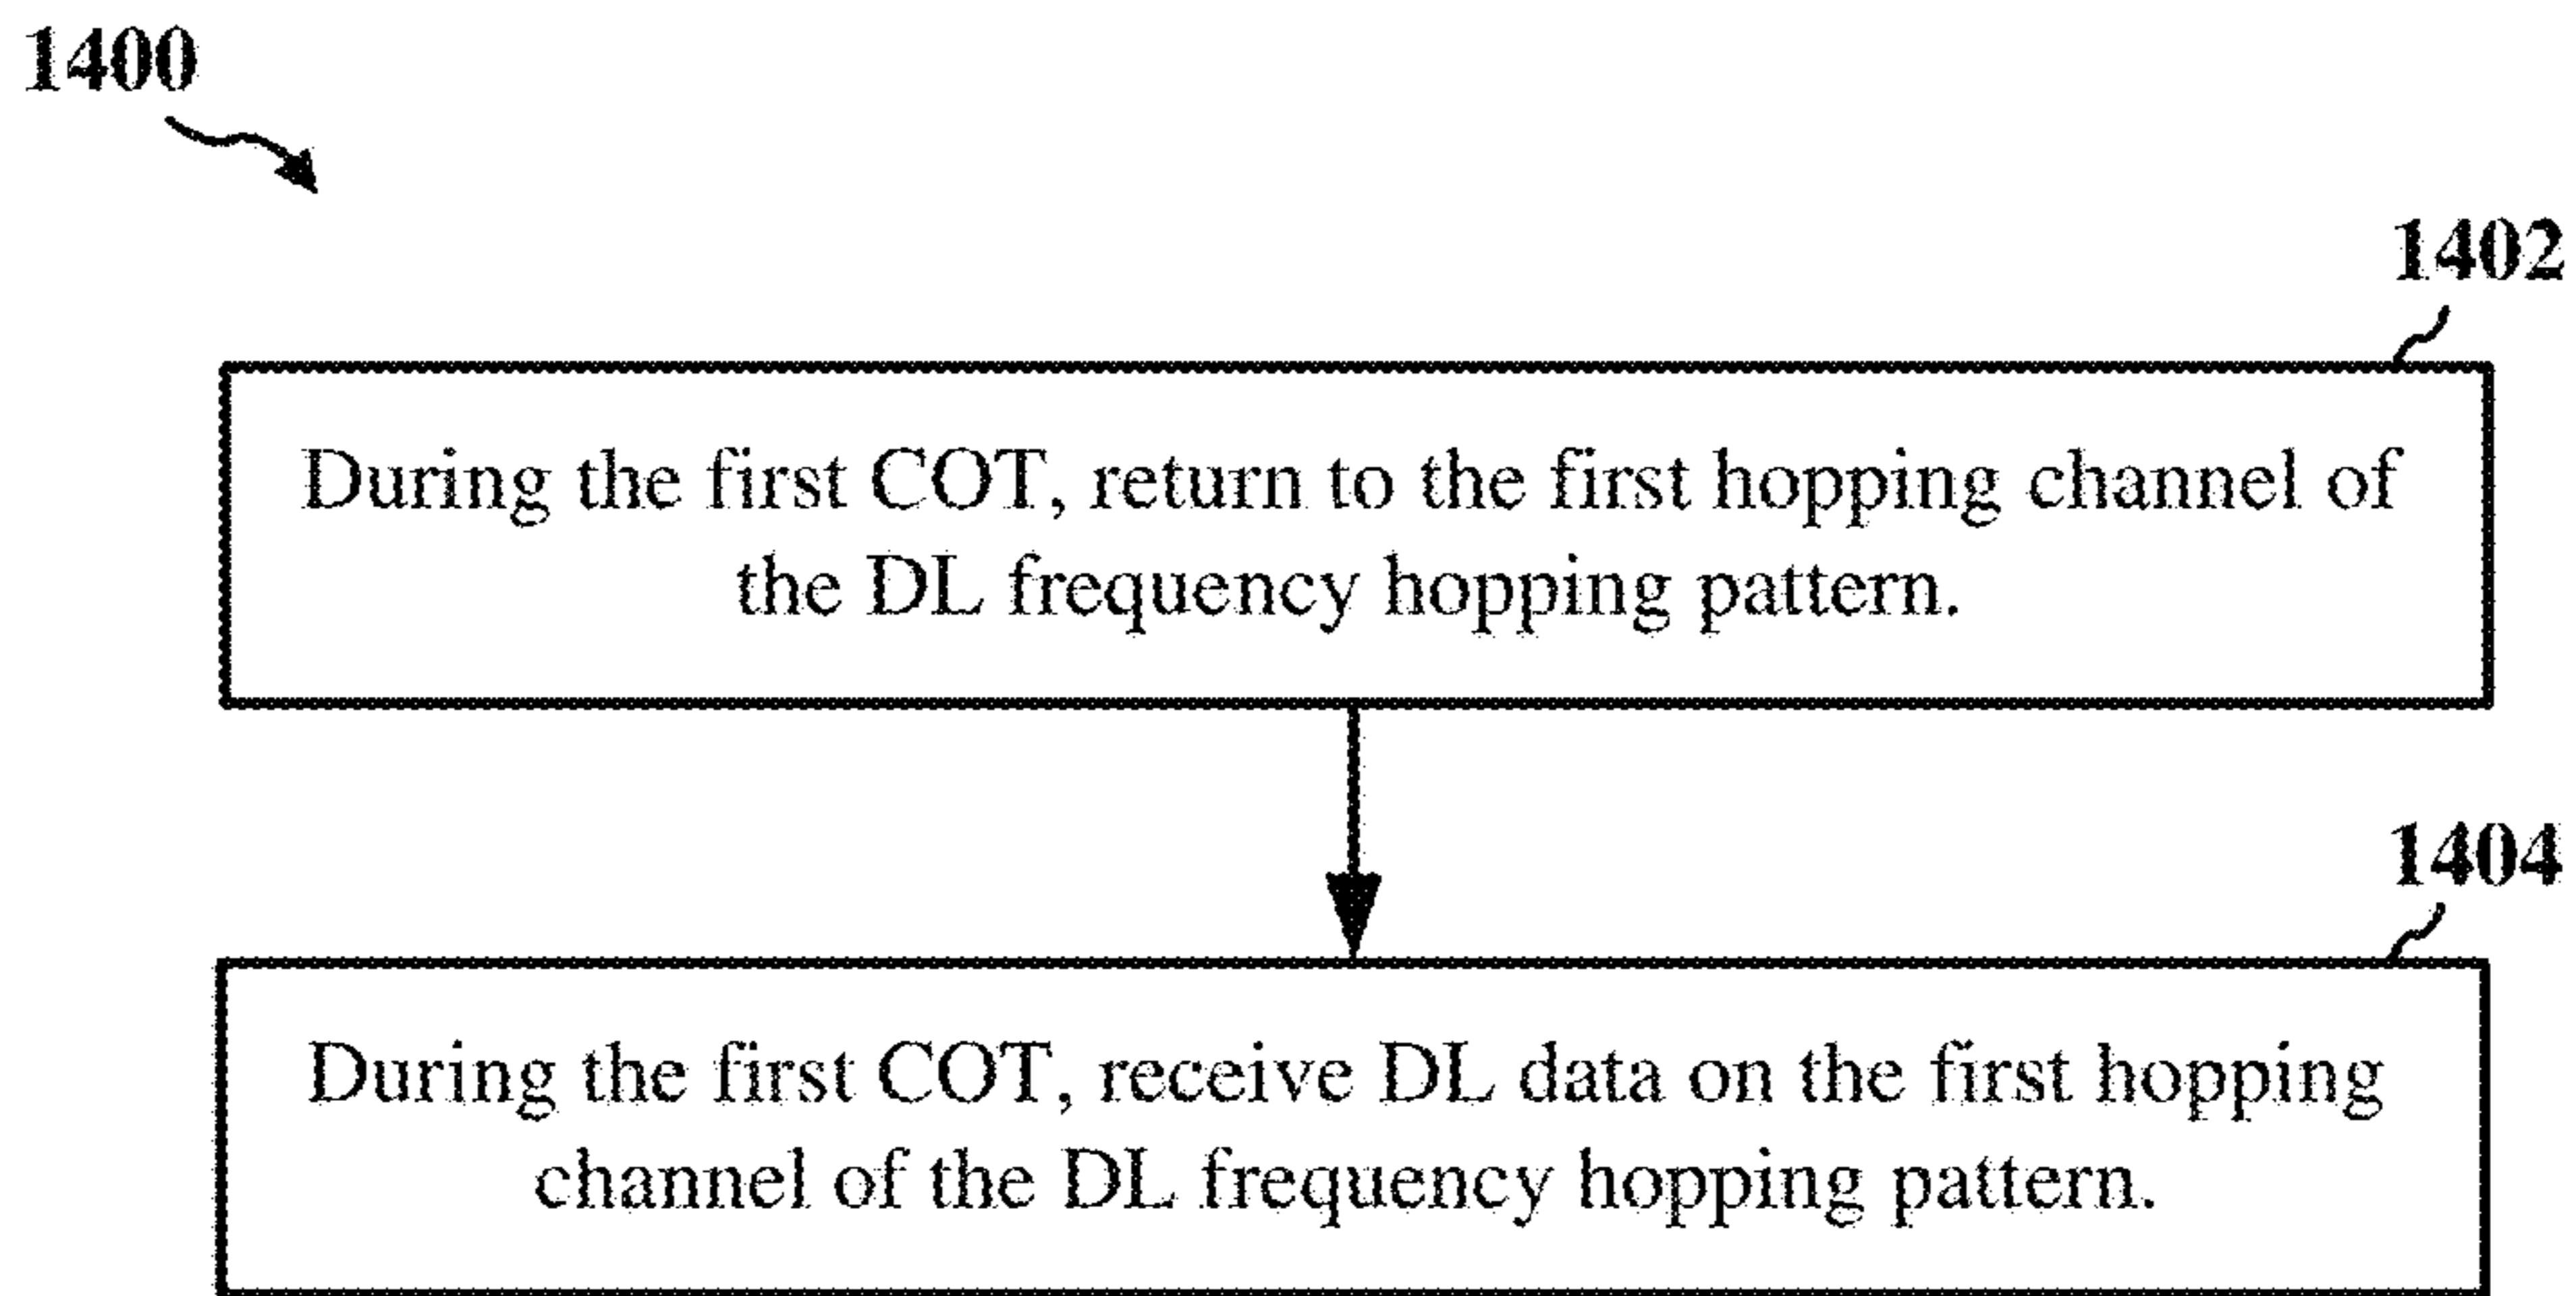 1400
1402
During the first COT, return to the first hopping channel of
the DL frequency hopping pattern.
1404
During the first COT, receive DL data on the first hopping
channel of the DL frequency hopping pattern.